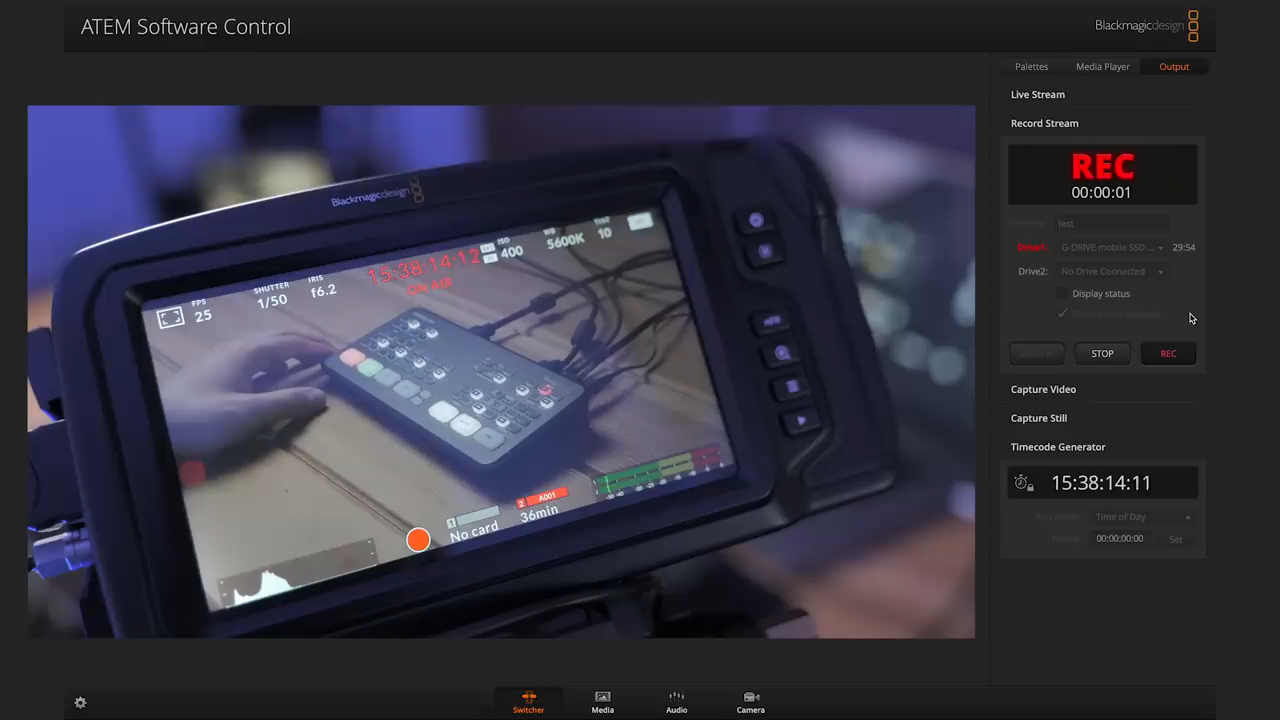 ATEM Software Control
Blackmagicdesign
Palettes
Media Player
Output
Live Stream
Record Stream
REC
00:00:01
test
Drive1:
G-DRIVE mobile SSD ...
29:54
Drive2:
No Drive Connected
Display status
STOP
REC
Capture Video
Capture Still
Timecode Generator
15:38:14:11
Time of Day
00:00:00:00
Set
Blackmagicdesign
FPS
25
SHUTTER
1/50
IRIS
f6.2
15:38:14:12
ON AIR
ISO
400
WB
5600K
TINT
10
HFR
1
No card
2
A001
36min
Switcher
Media
Audio
Camera